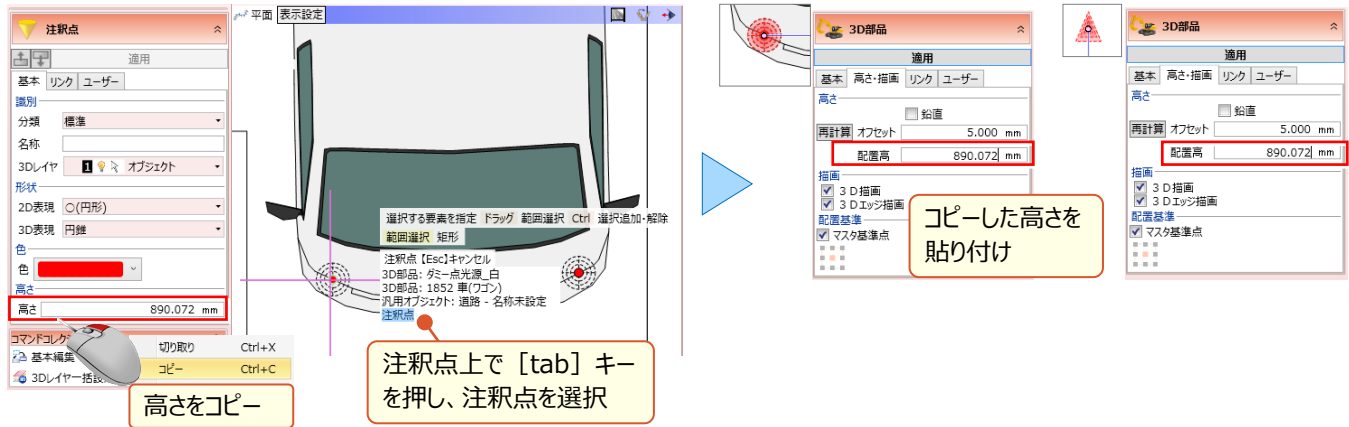 注釈点
適用
基本 リンク ユーザー
識別
分類 標準
名称
3Dレイヤ 1 オブジェクト
形状
2D表現 ○(円形)
3D表現 円錐
色
色
高さ
高さ 890.072 mm
基本編集
切り取り Ctrl+X
コピー Ctrl+C
高さをコピー
平面 表示設定
選択する要素を指定 ドラッグ 範囲選択 Ctrl 選択追加・解除
範囲選択 矩形
注釈点 【Esc】キャンセル
3D部品: ダミー点光源_白
3D部品: 1852 車(ワゴン)
汎用オブジェクト: 道路 - 名称未設定
注釈点
注釈点上で［tab］キー
を押し、注釈点を選択
3D部品
適用
基本 高さ・描画 リンク ユーザー
高さ
鉛直
再計算 オフセット 5.000 mm
配置高 890.072 mm
描画
３Ｄ描画
３Ｄエッジ描画
配置基準
マスタ基準点
コピーした高さを
貼り付け
3D部品
適用
基本 高さ・描画 リンク ユーザー
高さ
鉛直
再計算 オフセット 5.000 mm
配置高 890.072 mm
描画
３Ｄ描画
３Ｄエッジ描画
配置基準
マスタ基準点